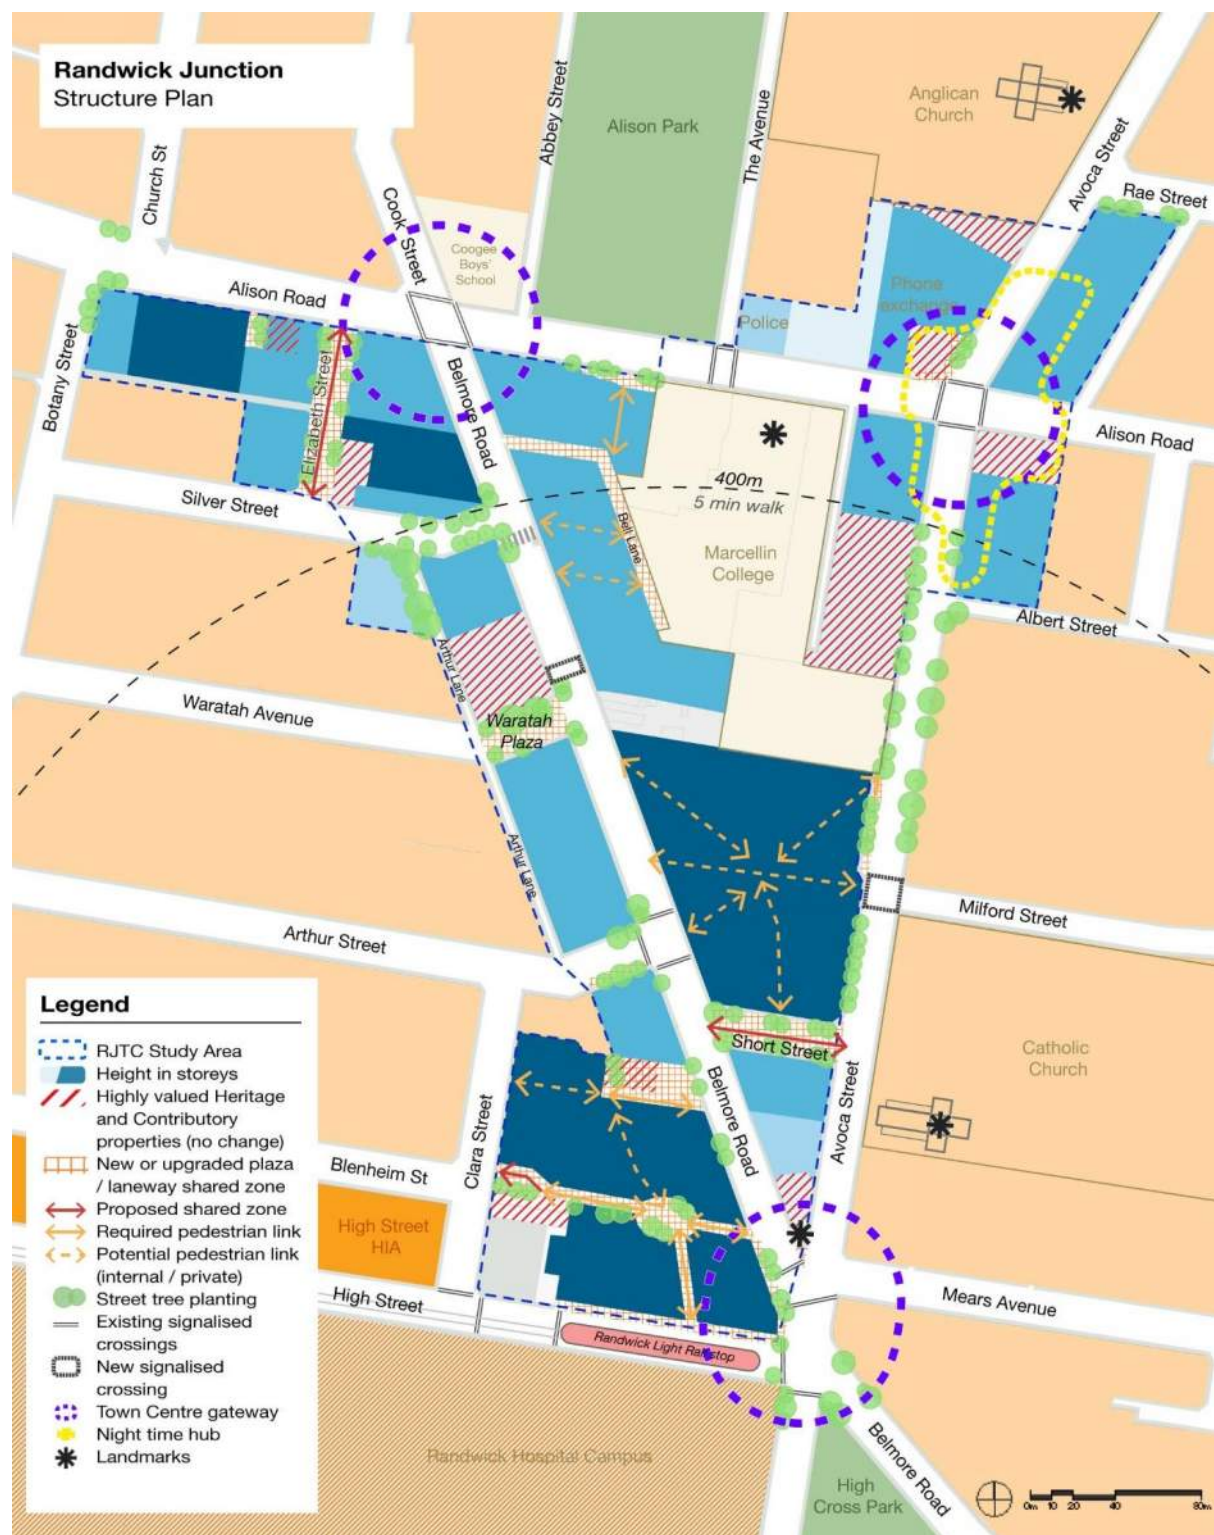 Randwick Junction
Structure Plan
Church St
Cook Street
Abbey Street
Alison Park
The Avenue
Anglican
Church
Avoca Street
Rae Street
Coogee
Boys'
School
Alison Road
Police
Phone
exchange
Botany Street
Elizabeth Street
Belmore Road
Alison Road
Silver Street
400m
5 min walk
Bell Lane
Marcellin
College
Albert Street
Arthur Lane
Waratah Avenue
Waratah
Plaza
Arthur Lane
Arthur Street
Milford Street
Short Street
Catholic
Church
Clara Street
Belmore Road
Avoca Street
Blenheim St
High Street
HIA
High Street
Randwick Light Rail stop
Mears Avenue
Randwick Hospital Campus
Belmore Road
High
Cross Park
0m 10 20 40 80m
Legend
RJTC Study Area
Height in storeys
Highly valued Heritage
and Contributory
properties (no change)
New or upgraded plaza
/ laneway shared zone
Proposed shared zone
Required pedestrian link
Potential pedestrian link
(internal / private)
Street tree planting
Existing signalised
crossings
New signalised
crossing
Town Centre gateway
Night time hub
Landmarks